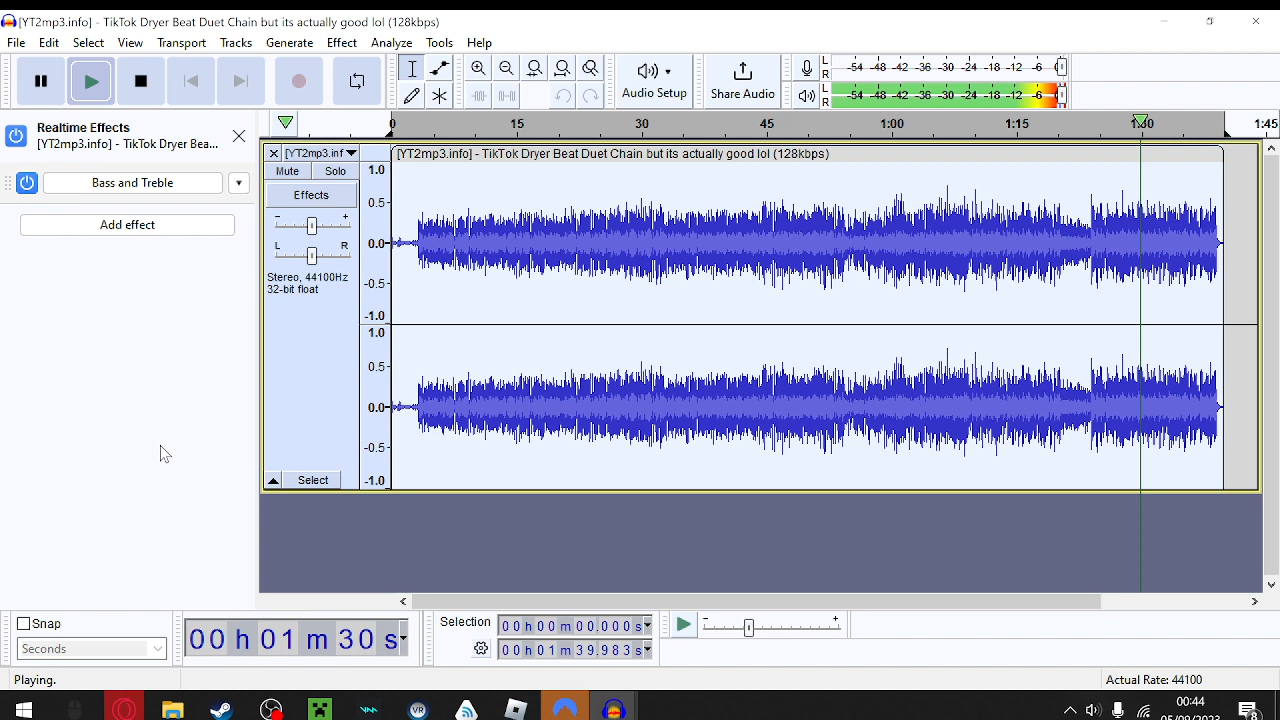 [YT2mp3.info] - TikTok Dryer Beat Duet Chain but its actually good lol (128kbps)
File Edit Select View Transport Tracks Generate Effect Analyze Tools Help
Audio Setup
Share Audio
L R -54 -48 -42 -36 -30 -24 -18 -12 -6
L R -54 -48 -42 -36 -30 -24 -18 -12 -6
Realtime Effects
[YT2mp3.info] - TikTok Dryer Bea...
0 15 30 45 1:00 1:15 1:30 1:45
Bass and Treble
Add effect
[YT2mp3.inf
[YT2mp3.info] - TikTok Dryer Beat Duet Chain but its actually good lol (128kbps)
Mute Solo
Effects
- +
L R
Stereo, 44100Hz
32-bit float
Select
1.0
0.5
0.0
-0.5
-1.0
1.0
0.5
0.0
-0.5
-1.0
Snap
Seconds
00 h 01 m 30 s
Selection
00 h 00 m 00.000 s
00 h 01 m 39.983 s
- +
Playing.
Actual Rate: 44100
VR
00:44
05/09/2023
8